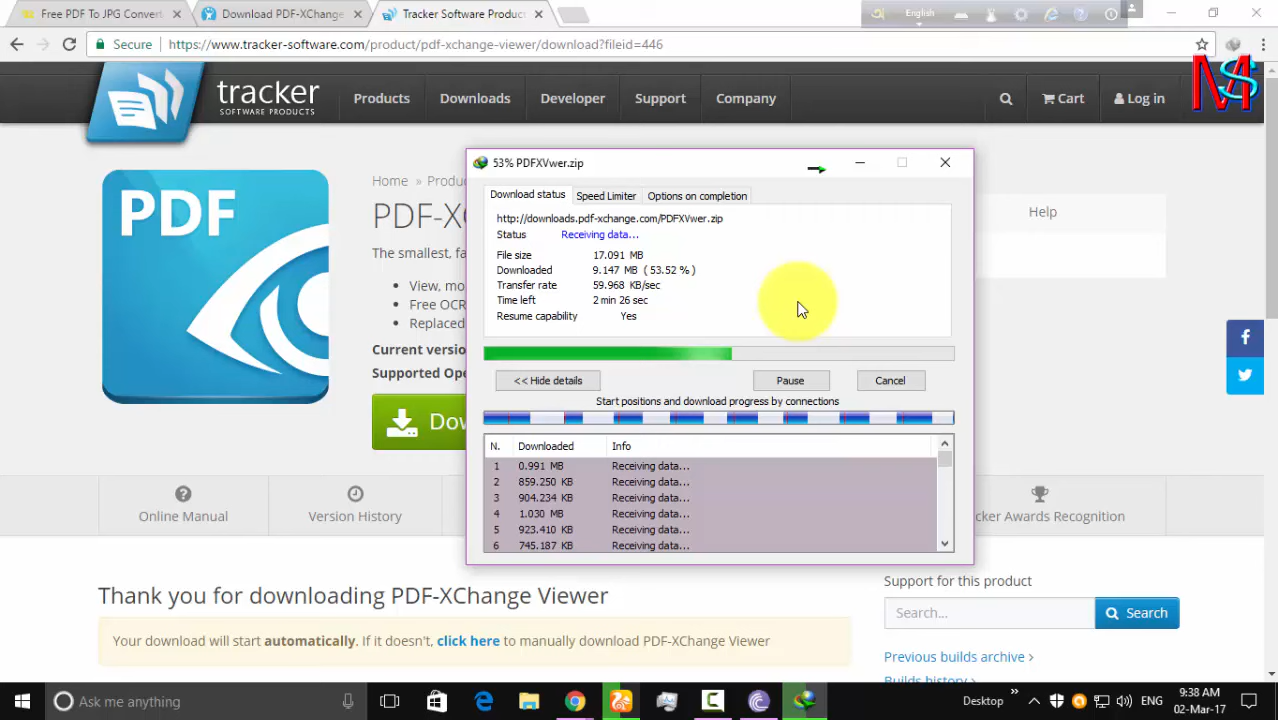 Free PDF To JPG Convert
Download PDF-XChange
Tracker Software Produc
English
Secure
https://www.tracker-software.com/product/pdf-xchange-viewer/download?fileid=446
MS
tracker
SOFTWARE PRODUCTS
Products
Downloads
Developer
Support
Company
Cart
Log in
PDF
Home » Produ
PDF-X
The smallest, fa
View, mo
Free OCR
Replaced
Current versio
Supported Ope
Dow
Help
53% PDFXVwer.zip
Download status
Speed Limiter
Options on completion
http://downloads.pdf-xchange.com/PDFXVwer.zip
Status Receiving data...
File size 17.091 MB
Downloaded 9.147 MB ( 53.52 % )
Transfer rate 59.968 KB/sec
Time left 2 min 26 sec
Resume capability Yes
<< Hide details
Pause
Cancel
Start positions and download progress by connections
N. Downloaded Info
1 0.991 MB Receiving data...
2 859.250 KB Receiving data...
3 904.234 KB Receiving data...
4 1.030 MB Receiving data...
5 923.410 KB Receiving data...
6 745.187 KB Receiving data...
Online Manual
Version History
cker Awards Recognition
Thank you for downloading PDF-XChange Viewer
Your download will start automatically. If it doesn't, click here to manually download PDF-XChange Viewer
Support for this product
Search...
Search
Previous builds archive ›
Builds history ›
Ask me anything
Desktop
ENG
9:38 AM
02-Mar-17